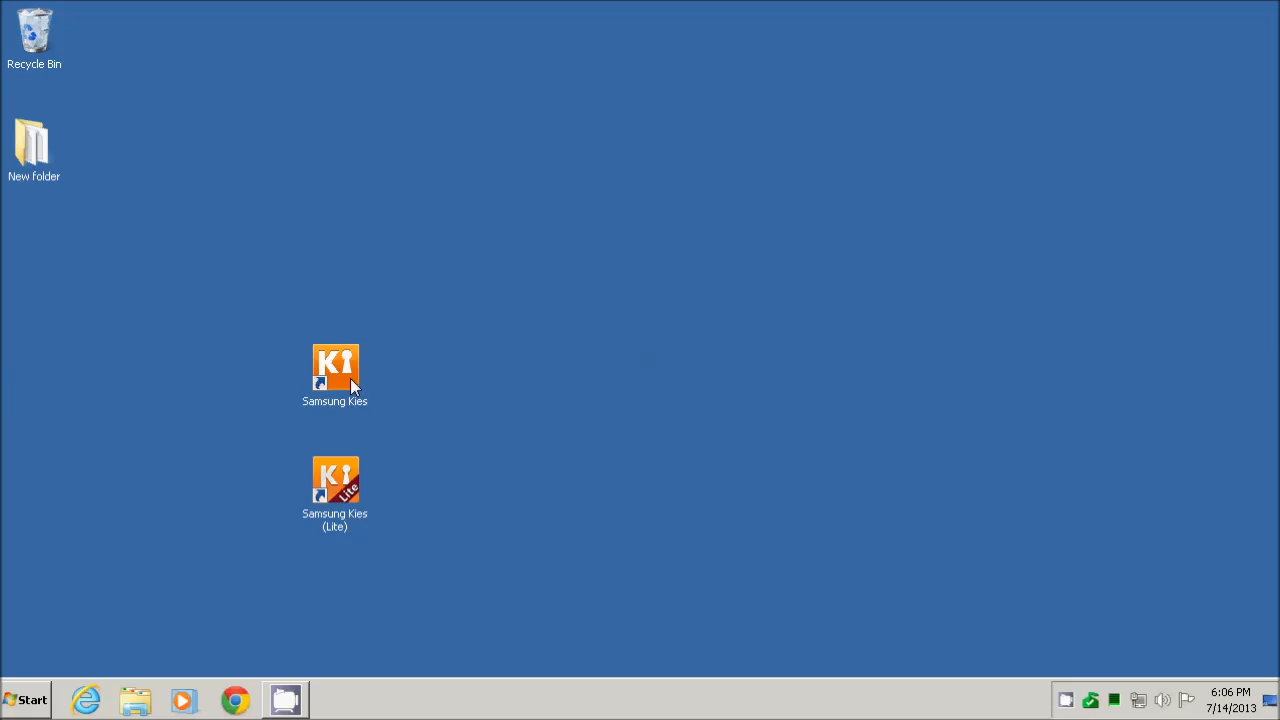 Recycle Bin
New folder
Ki
Samsung Kies
Ki
Lite
Samsung Kies
(Lite)
Start
6:06 PM
7/14/2013